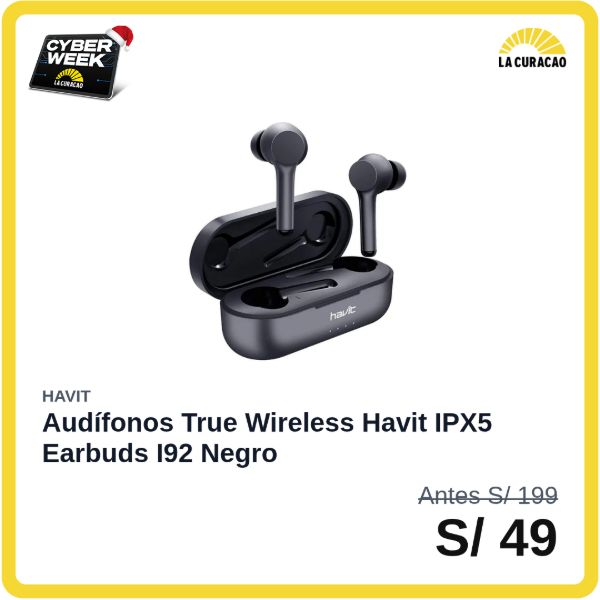 CYBER
WEEK
LA CURACAO
LA CURACAO
havit
HAVIT
Audífonos True Wireless Havit IPX5
Earbuds I92 Negro
Antes S/ 199
S/ 49